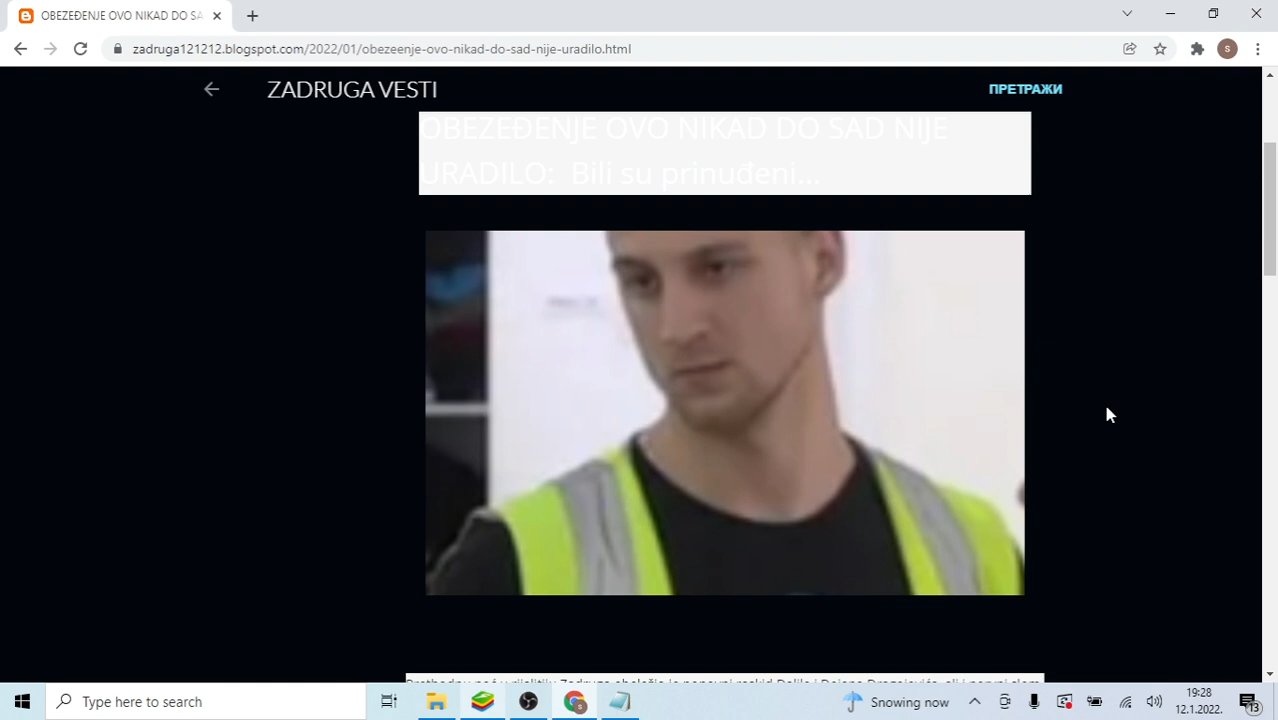 OBEZEĐENJE OVO NIKAD DO SA
zadruga121212.blogspot.com/2022/01/obezeenje-ovo-nikad-do-sad-nije-uradilo.html
S
ZADRUGA VESTI
ПРЕТРАЖИ
OBEZEĐENJE OVO NIKAD DO SAD NIJE
URADILO: Bili su prinuđeni...
Type here to search
Snowing now
19:28
12.1.2022.
13